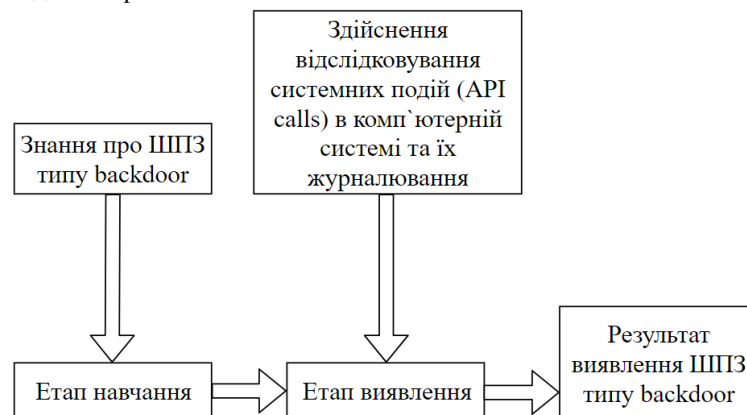 Здійснення
відслідковування
системних подій (API
calls) в комп`ютерній
системі та їх
журналювання
Знання про ШПЗ
типу backdoor
Етап навчання
Етап виявлення
Результат
виявлення ШПЗ
типу backdoor